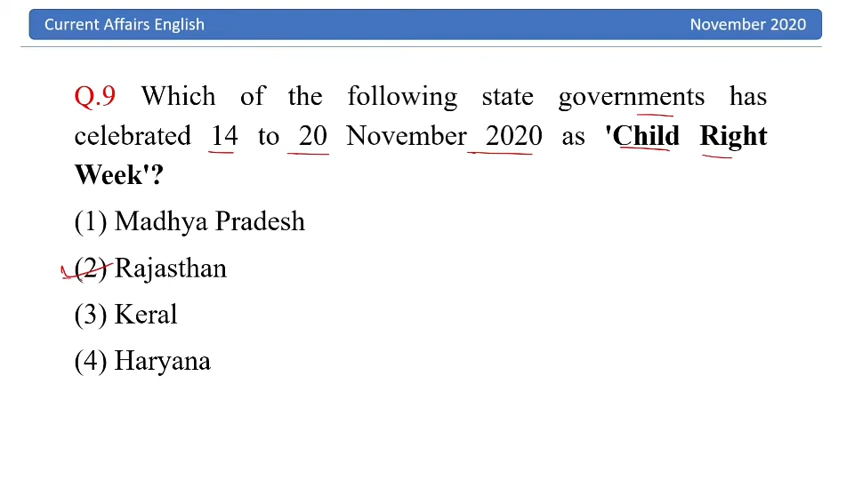 Current Affairs English November 2020
Q.9 Which of the following state governments has
celebrated 14 to 20 November 2020 as 'Child Right
Week'?
(1) Madhya Pradesh
(2) Rajasthan
(3) Keral
(4) Haryana